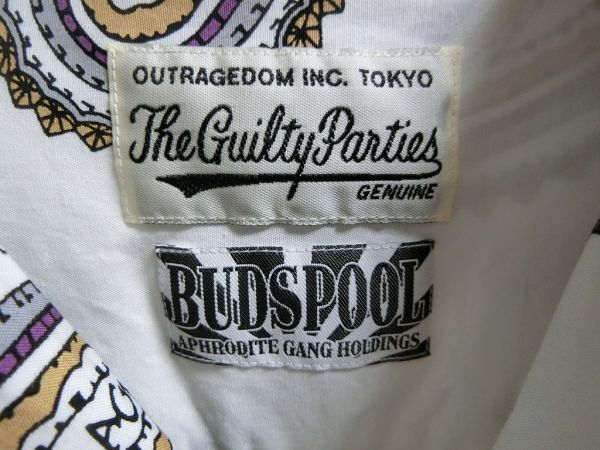 OUTRAGEDOM INC. TOKYO
The Guilty Parties
GENUINE
BUDSPOOL
APHRODITE GANG HOLDINGS